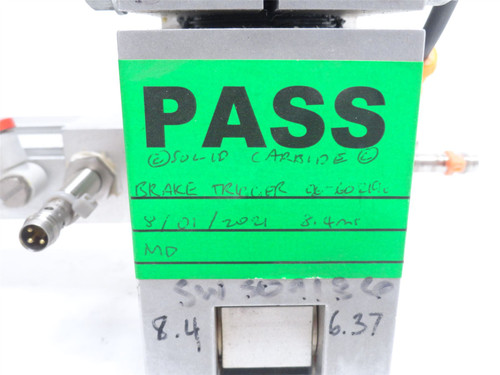 PASS
© SOLID CARBIDE ©
BRAKE TRIGGER
8/01/2021 8.4ms
MD
8.4 6.37